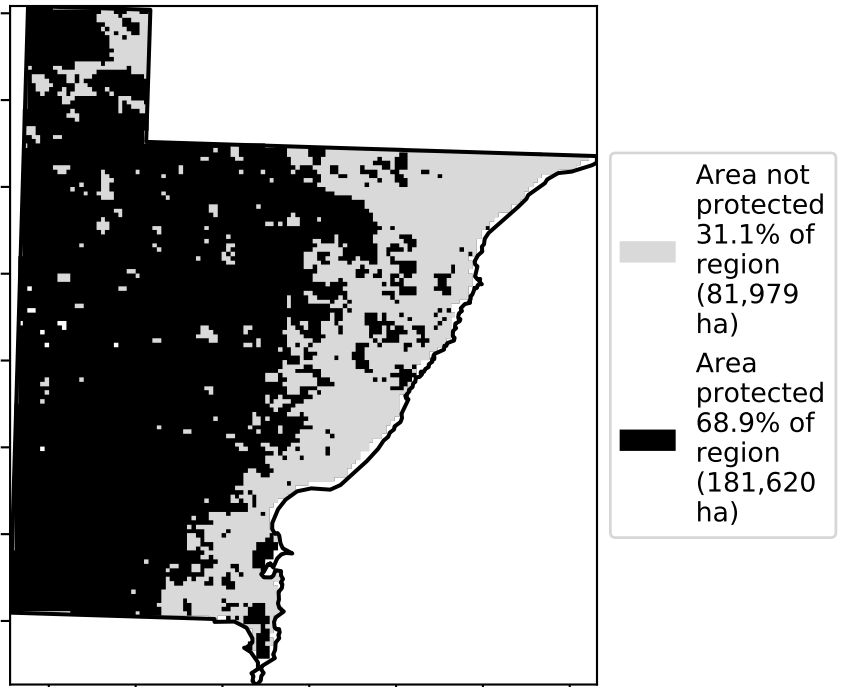 Area not
protected
31.1% of
region
(81,979
ha)
Area
protected
68.9% of
region
(181,620
ha)